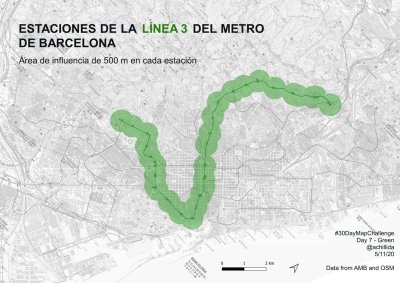 ESTACIONES DE LA LÍNEA 3 DEL METRO
DE BARCELONA
Área de influencia de 500 m en cada estación
#30DayMapChallenge
Day 7 - Green
@achillida
5/11/20
0 1 2 km
Data from AMB and OSM